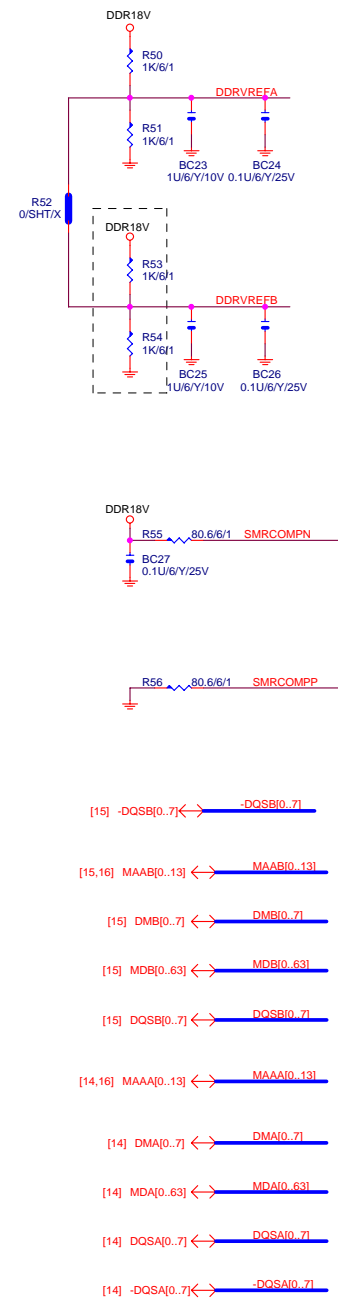 DDR18V
R50
1K/6/1
DDRVREFA
R51
1K/6/1
BC23
1U/6/Y/10V
BC24
0.1U/6/Y/25V
R52
0/SHT/X
DDR18V
R53
1K/6/1
DDRVREFB
R54
1K/6/1
BC25
1U/6/Y/10V
BC26
0.1U/6/Y/25V
DDR18V
R55 80.6/6/1 SMRCOMPN
BC27
0.1U/6/Y/25V
R56 80.6/6/1 SMRCOMPP
[15] -DQSB[0..7] -DQSB[0..7]
[15,16] MAAB[0..13] MAAB[0..13]
[15] DMB[0..7] DMB[0..7]
[15] MDB[0..63] MDB[0..63]
[15] DQSB[0..7] DQSB[0..7]
[14,16] MAAA[0..13] MAAA[0..13]
[14] DMA[0..7] DMA[0..7]
[14] MDA[0..63] MDA[0..63]
[14] DQSA[0..7] DQSA[0..7]
[14] -DQSA[0..7] -DQSA[0..7]